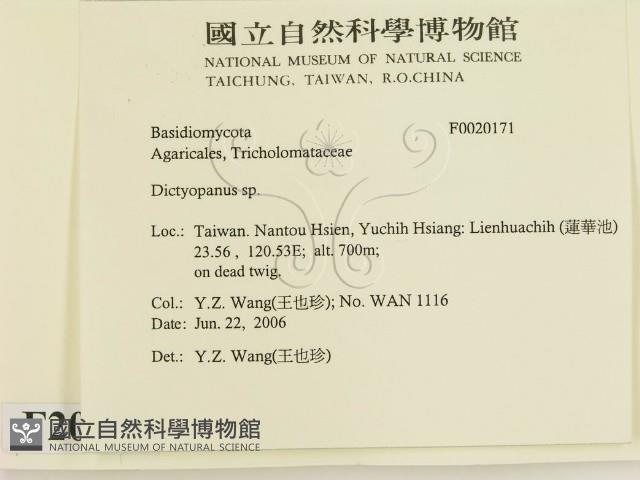 國立自然科學博物館
NATIONAL MUSEUM OF NATURAL SCIENCE
TAICHUNG, TAIWAN, R.O.CHINA
Basidiomycota F0020171
Agaricales, Tricholomataceae
Dictyopanus sp.
Loc.: Taiwan. Nantou Hsien, Yuchih Hsiang: Lienhuachih (蓮華池)
23.56 , 120.53E; alt. 700m;
on dead twig.
Col.: Y.Z. Wang(王也珍); No. WAN 1116
Date: Jun. 22, 2006
Det.: Y.Z. Wang(王也珍)
國立自然科學博物館
NATIONAL MUSEUM OF NATURAL SCIENCE